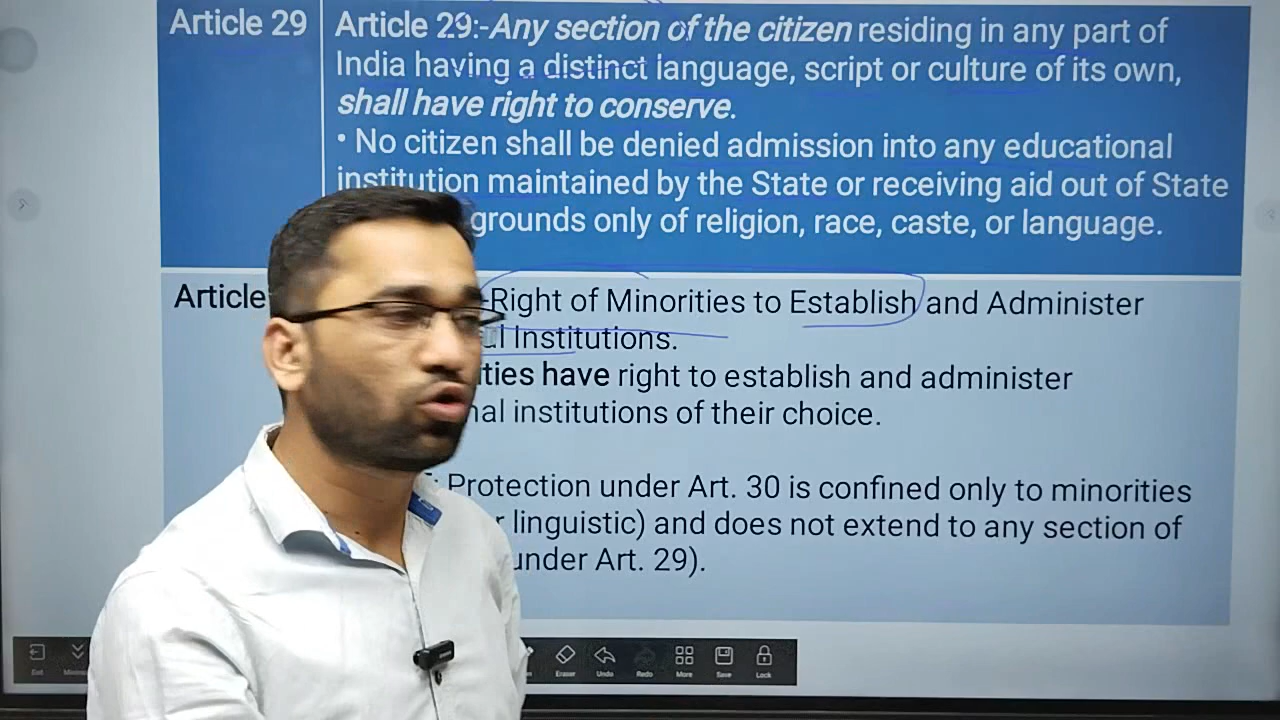 Article 29
Article 29:-Any section of the citizen residing in any part of
India having a distinct language, script or culture of its own,
shall have right to conserve.
• No citizen shall be denied admission into any educational
institution maintained by the State or receiving aid out of State
grounds only of religion, race, caste, or language.
Article
-Right of Minorities to Establish and Administer
Institutions.
have right to establish and administer
institutions of their choice.
Protection under Art. 30 is confined only to minorities
linguistic) and does not extend to any section of
under Art. 29).
Exit
Eraser
Undo
Redo
More
Save
Lock